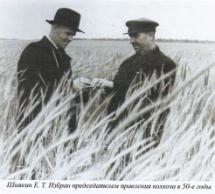 Шишкин Е. Т. Избран председателем правления колхоза в 50-е годы